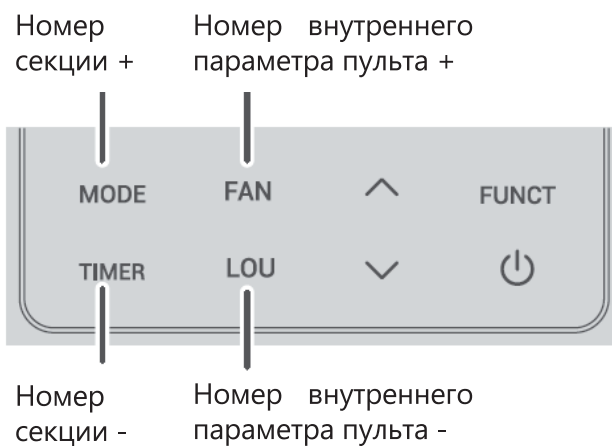 Номер
секции +
Номер внутреннего
параметра пульта +
MODE FAN FUNCT
TIMER LOU
Номер
секции -
Номер внутреннего
параметра пульта -